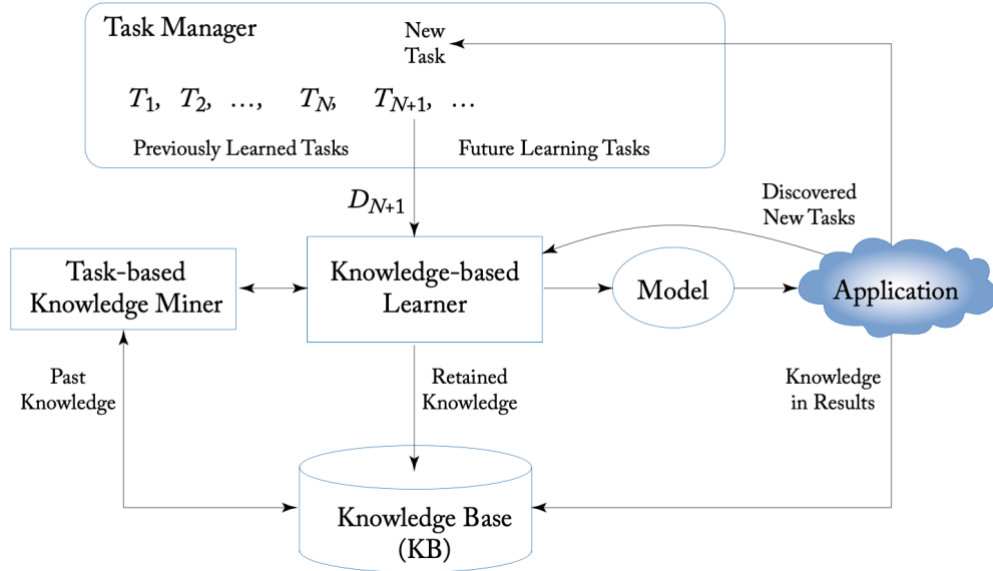 Task Manager
New
Task
T1, T2, …, TN, TN+1, …
Previously Learned Tasks
Future Learning Tasks
DN+1
Discovered
New Tasks
Task-based
Knowledge Miner
Knowledge-based
Learner
Model
Application
Past
Knowledge
Retained
Knowledge
Knowledge
in Results
Knowledge Base
(KB)